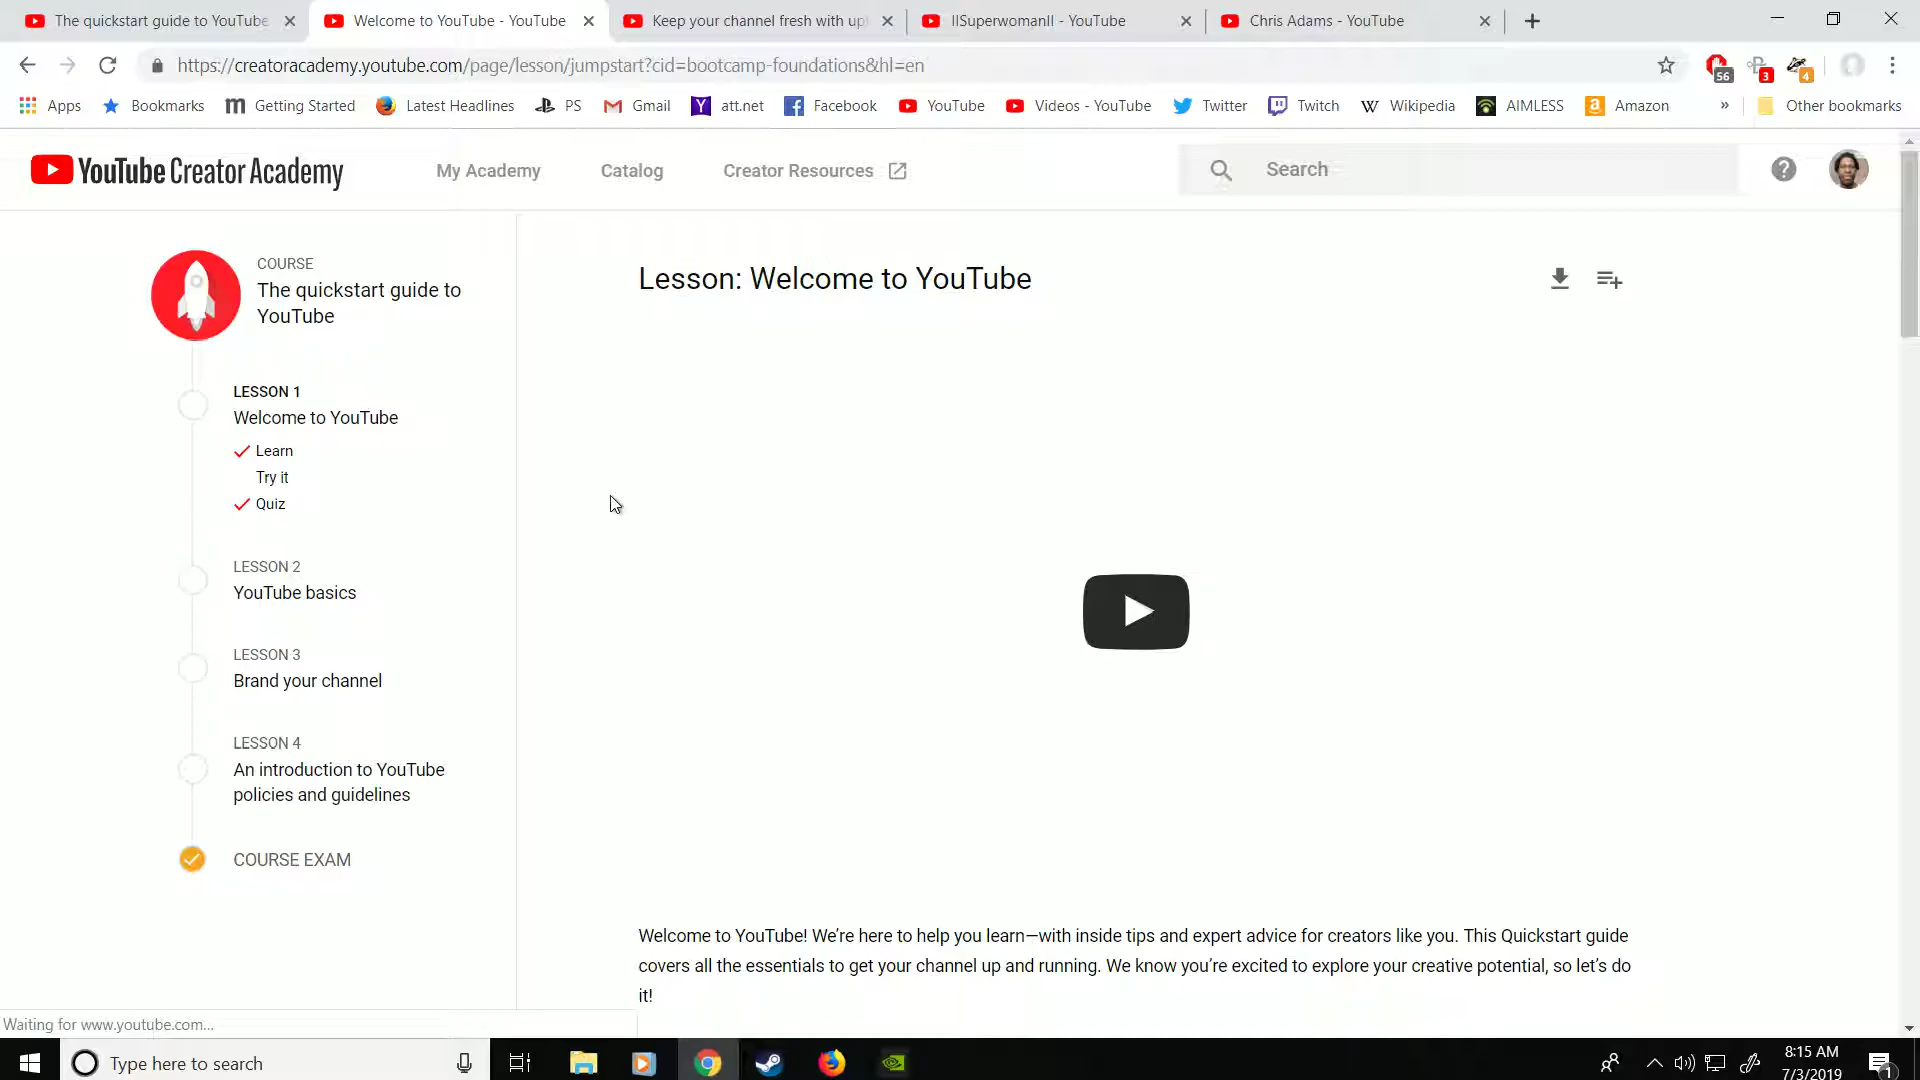 The quickstart guide to YouTube
Welcome to YouTube - YouTube
Keep your channel fresh with up
IISuperwomanII - YouTube
Chris Adams - YouTube
https://creatoracademy.youtube.com/page/lesson/jumpstart?cid=bootcamp-foundations&hl=en
56
3
4
Apps
Bookmarks
Getting Started
Latest Headlines
PS
Gmail
att.net
Facebook
YouTube
Videos - YouTube
Twitter
Twitch
Wikipedia
AIMLESS
Amazon
»
Other bookmarks
YouTube Creator Academy
My Academy
Catalog
Creator Resources
Search
COURSE
The quickstart guide to
YouTube
Lesson: Welcome to YouTube
LESSON 1
Welcome to YouTube
Learn
Try it
Quiz
LESSON 2
YouTube basics
LESSON 3
Brand your channel
LESSON 4
An introduction to YouTube
policies and guidelines
COURSE EXAM
Welcome to YouTube! We’re here to help you learn—with inside tips and expert advice for creators like you. This Quickstart guide
covers all the essentials to get your channel up and running. We know you’re excited to explore your creative potential, so let’s do
it!
Waiting for www.youtube.com...
Type here to search
8:15 AM
7/3/2019
1